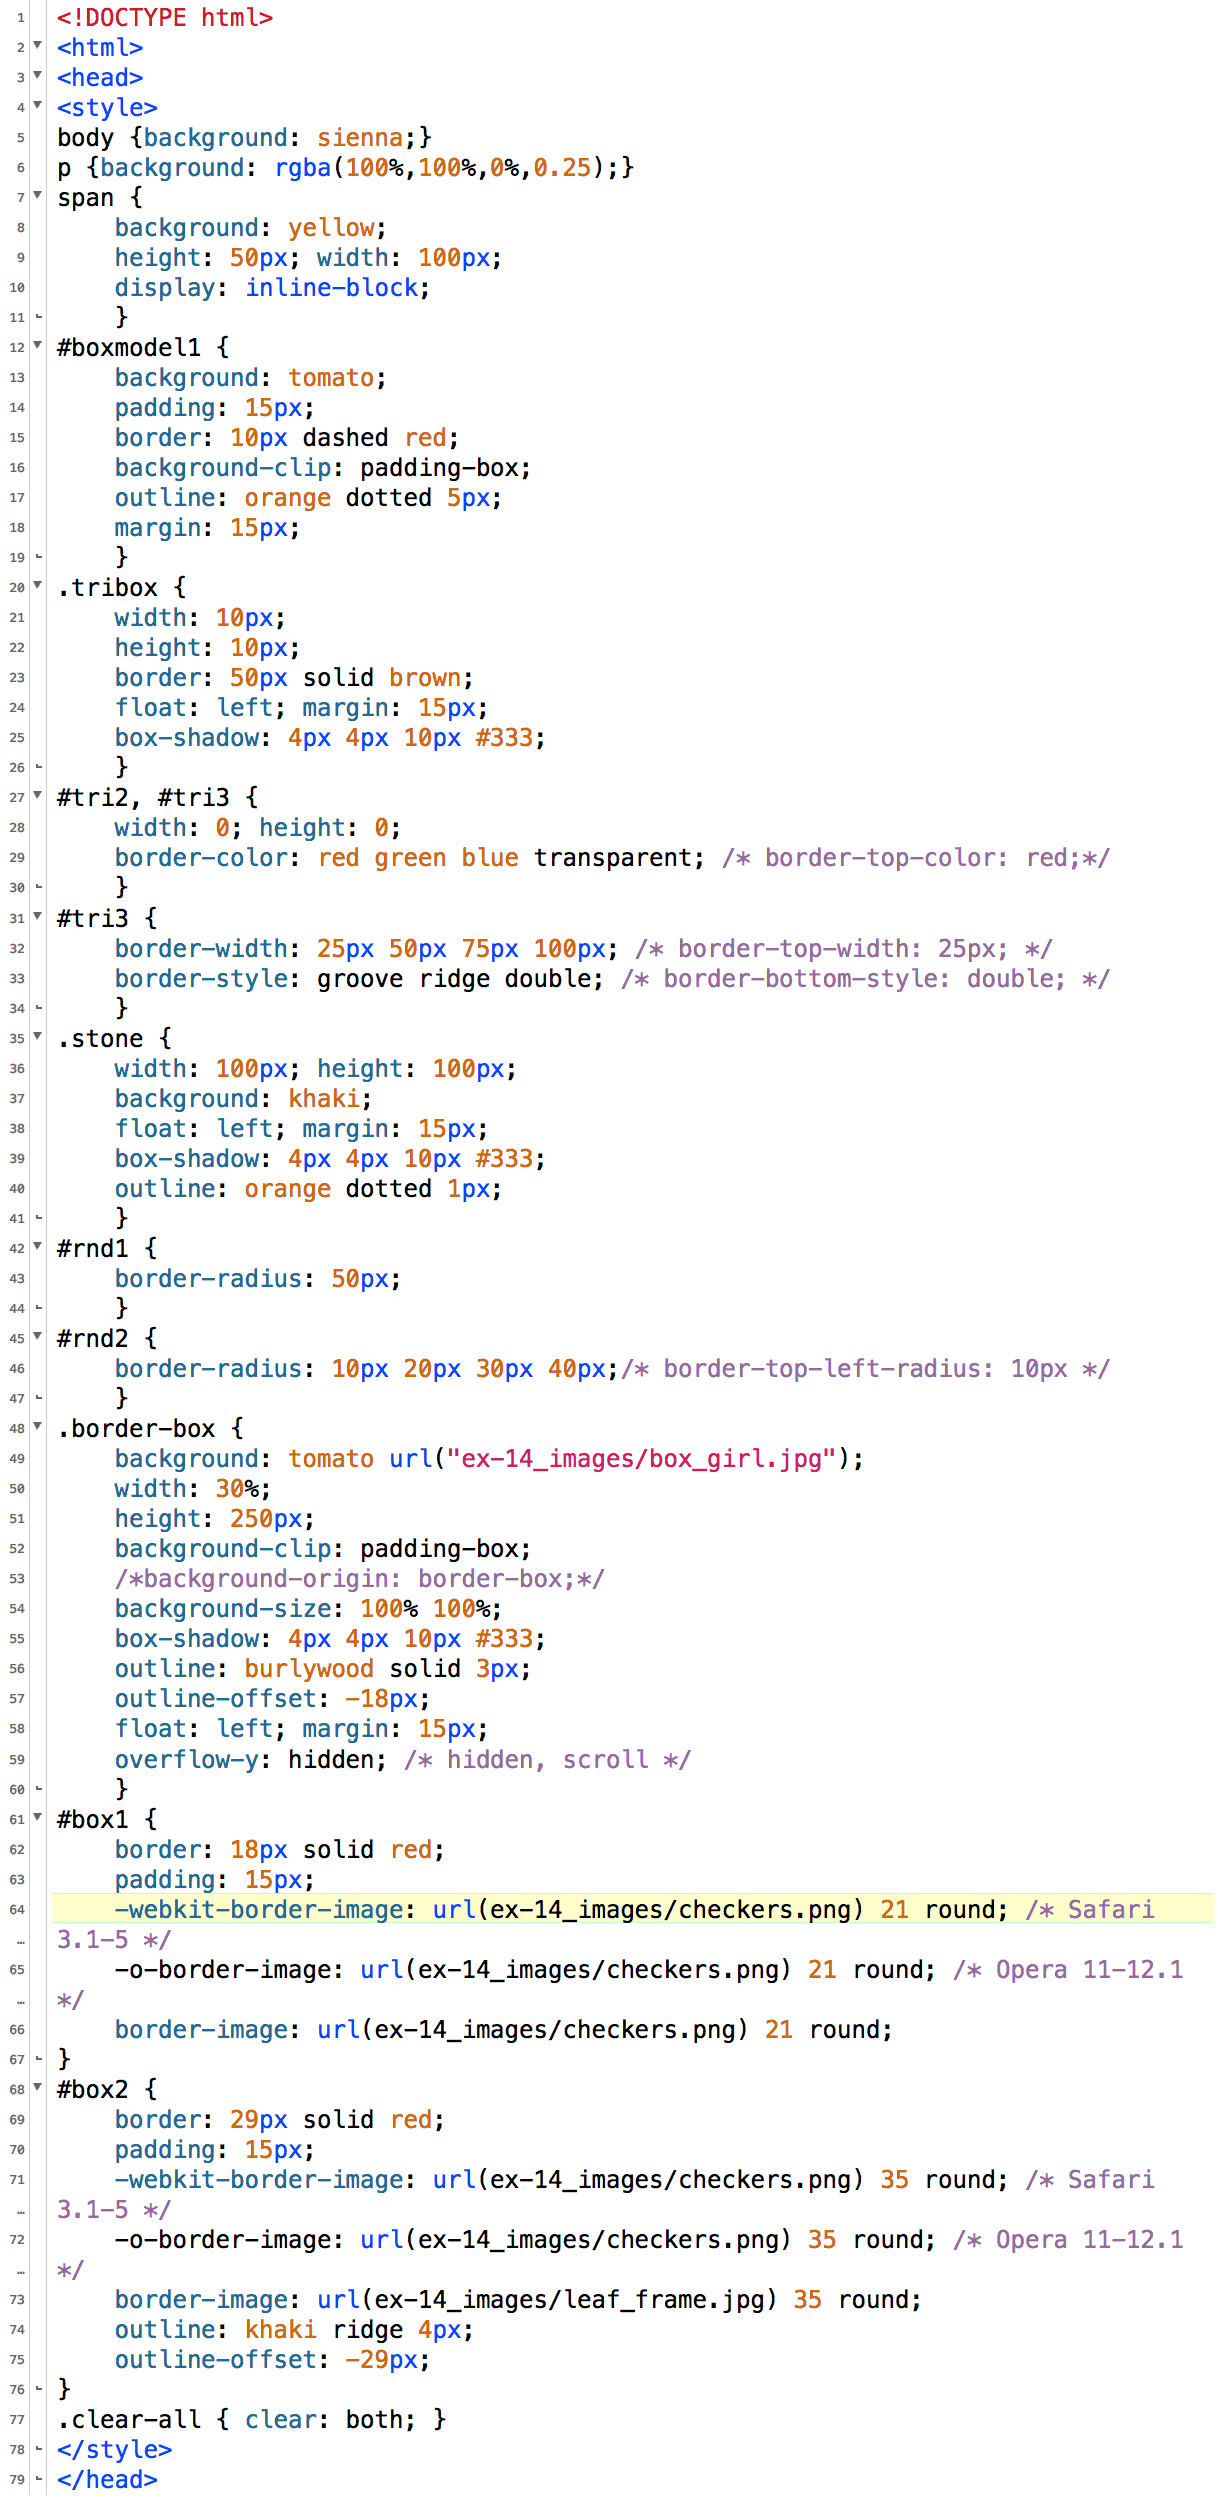 1 <!DOCTYPE html>
2 <html>
3 <head>
4 <style>
5 body {background: sienna;}
6 p {background: rgba(100%,100%,0%,0.25);}
7 span {
8     background: yellow;
9     height: 50px; width: 100px;
10     display: inline-block;
11     }
12 #boxmodel1 {
13     background: tomato;
14     padding: 15px;
15     border: 10px dashed red;
16     background-clip: padding-box;
17     outline: orange dotted 5px;
18     margin: 15px;
19     }
20 .tribox {
21     width: 10px;
22     height: 10px;
23     border: 50px solid brown;
24     float: left; margin: 15px;
25     box-shadow: 4px 4px 10px #333;
26     }
27 #tri2, #tri3 {
28     width: 0; height: 0;
29     border-color: red green blue transparent; /* border-top-color: red;*/
30     }
31 #tri3 {
32     border-width: 25px 50px 75px 100px; /* border-top-width: 25px; */
33     border-style: groove ridge double; /* border-bottom-style: double; */
34     }
35 .stone {
36     width: 100px; height: 100px;
37     background: khaki;
38     float: left; margin: 15px;
39     box-shadow: 4px 4px 10px #333;
40     outline: orange dotted 1px;
41     }
42 #rnd1 {
43     border-radius: 50px;
44     }
45 #rnd2 {
46     border-radius: 10px 20px 30px 40px;/* border-top-left-radius: 10px */
47     }
48 .border-box {
49     background: tomato url("ex-14_images/box_girl.jpg");
50     width: 30%;
51     height: 250px;
52     background-clip: padding-box;
53     /*background-origin: border-box;*/
54     background-size: 100% 100%;
55     box-shadow: 4px 4px 10px #333;
56     outline: burlywood solid 3px;
57     outline-offset: -18px;
58     float: left; margin: 15px;
59     overflow-y: hidden; /* hidden, scroll */
60     }
61 #box1 {
62     border: 18px solid red;
63     padding: 15px;
64     -webkit-border-image: url(ex-14_images/checkers.png) 21 round; /* Safari
… 3.1-5 */
65     -o-border-image: url(ex-14_images/checkers.png) 21 round; /* Opera 11-12.1
… */
66     border-image: url(ex-14_images/checkers.png) 21 round;
67 }
68 #box2 {
69     border: 29px solid red;
70     padding: 15px;
71     -webkit-border-image: url(ex-14_images/checkers.png) 35 round; /* Safari
… 3.1-5 */
72     -o-border-image: url(ex-14_images/checkers.png) 35 round; /* Opera 11-12.1
… */
73     border-image: url(ex-14_images/leaf_frame.jpg) 35 round;
74     outline: khaki ridge 4px;
75     outline-offset: -29px;
76 }
77 .clear-all { clear: both; }
78 </style>
79 </head>